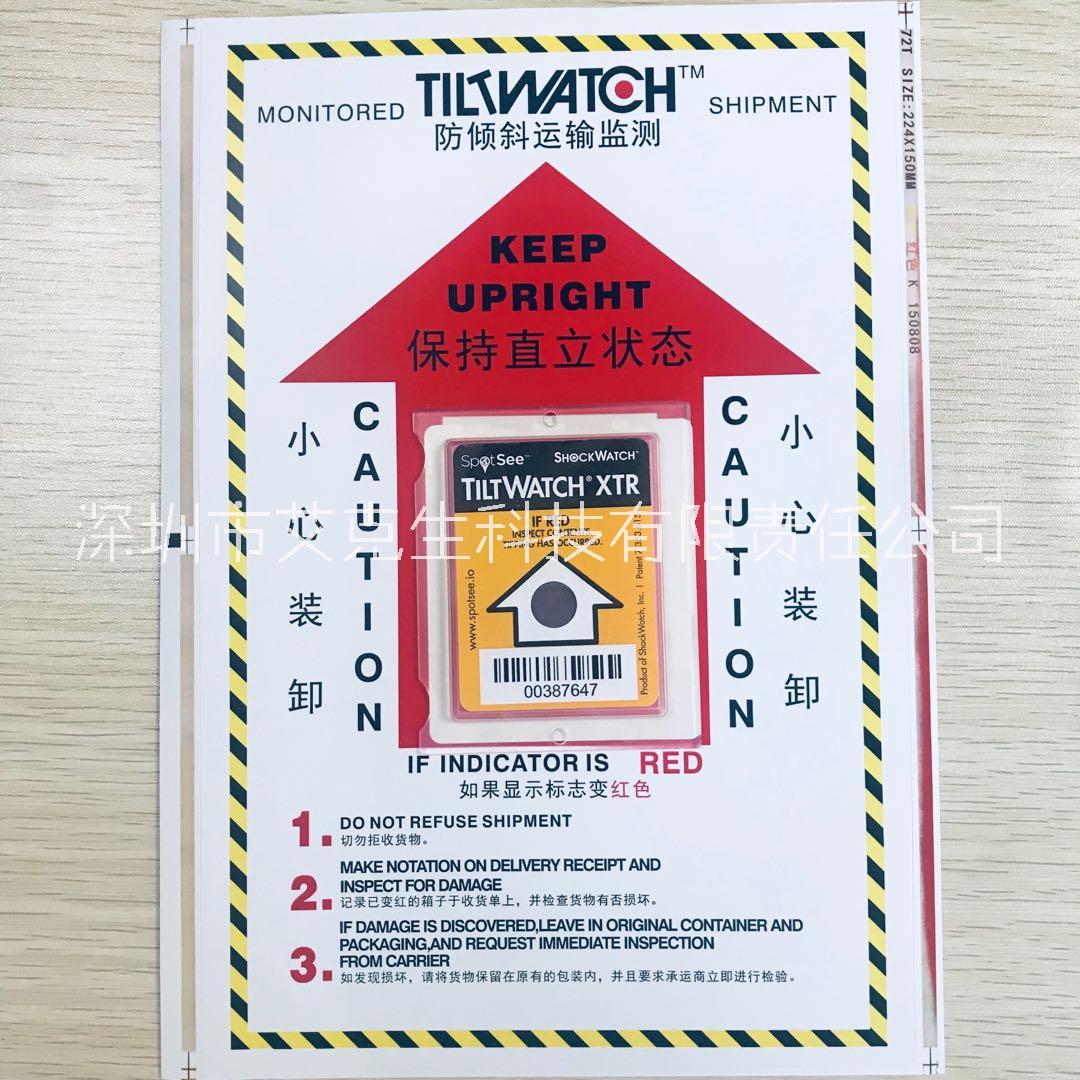 MONITORED TILTWATCH™ SHIPMENT
防倾斜运输监测
KEEP
UPRIGHT
保持直立状态
小心装卸
CAUTION
CAUTION
小心装卸
SpotSee™ SHOCKWATCH®
TILTWATCH® XTR
IF RED
INSPECT CONTENTS.
TIPPING HAS OCCURRED.
www.spotsee.io
Product of ShockWatch, Inc. | Patent
00387647
深圳市艾克生科技有限责任公司
IF INDICATOR IS RED
如果显示标志变红色
1. DO NOT REFUSE SHIPMENT
切勿拒收货物。
2. MAKE NOTATION ON DELIVERY RECEIPT AND
INSPECT FOR DAMAGE
记录已变红的箱子于收货单上，并检查货物有否损坏。
3. IF DAMAGE IS DISCOVERED,LEAVE IN ORIGINAL CONTAINER AND
PACKAGING,AND REQUEST IMMEDIATE INSPECTION
FROM CARRIER
如发现损坏，请将货物保留在原有的包装内，并且要求承运商立即进行检验。
72T SIZE:224X150MM 红色 K 150808